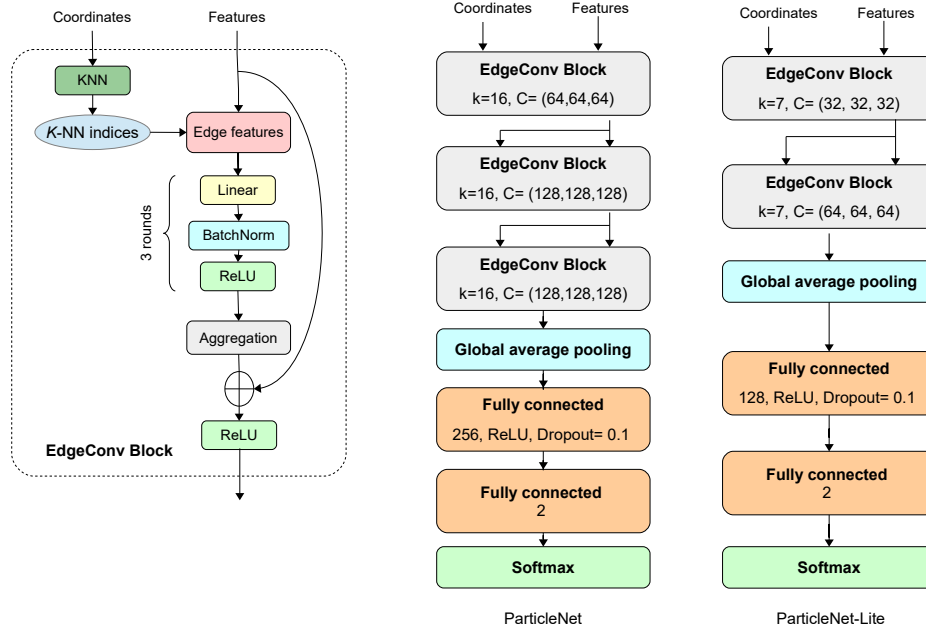 Coordinates
Features
KNN
K-NN indices
Edge features
Linear
3 rounds
BatchNorm
ReLU
Aggregation
ReLU
EdgeConv Block
Coordinates
Features
EdgeConv Block
k=16, C= (64,64,64)
EdgeConv Block
k=16, C= (128,128,128)
EdgeConv Block
k=16, C= (128,128,128)
Global average pooling
Fully connected
256, ReLU, Dropout= 0.1
Fully connected
2
Softmax
ParticleNet
Coordinates
Features
EdgeConv Block
k=7, C= (32, 32, 32)
EdgeConv Block
k=7, C= (64, 64, 64)
Global average pooling
Fully connected
128, ReLU, Dropout= 0.1
Fully connected
2
Softmax
ParticleNet-Lite